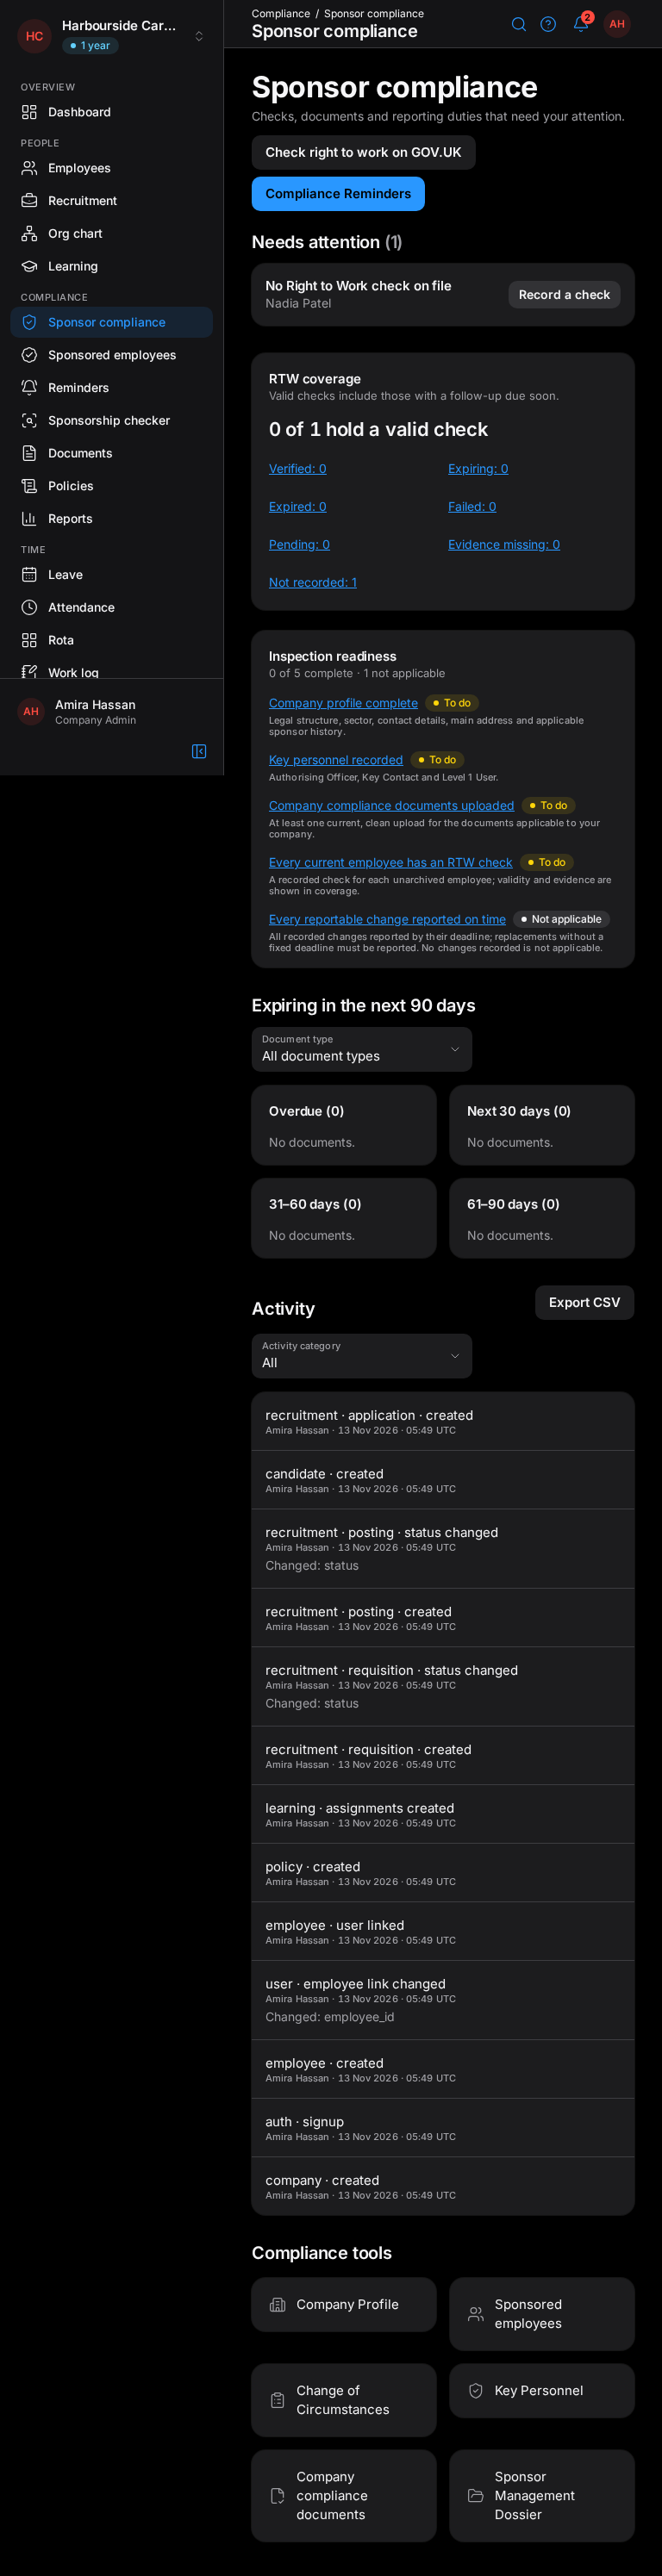 HC
Harbourside Car...
1 year
OVERVIEW
Dashboard
PEOPLE
Employees
Recruitment
Org chart
Learning
COMPLIANCE
Sponsor compliance
Sponsored employees
Reminders
Sponsorship checker
Documents
Policies
Reports
TIME
Leave
Attendance
Rota
Work log
AH
Amira Hassan
Company Admin
Compliance / Sponsor compliance
Sponsor compliance
2
AH
Sponsor compliance
Checks, documents and reporting duties that need your attention.
Check right to work on GOV.UK
Compliance Reminders
Needs attention (1)
No Right to Work check on file
Nadia Patel
Record a check
RTW coverage
Valid checks include those with a follow-up due soon.
0 of 1 hold a valid check
Verified: 0
Expiring: 0
Expired: 0
Failed: 0
Pending: 0
Evidence missing: 0
Not recorded: 1
Inspection readiness
0 of 5 complete · 1 not applicable
Company profile complete
To do
Legal structure, sector, contact details, main address and applicable
sponsor history.
Key personnel recorded
To do
Authorising Officer, Key Contact and Level 1 User.
Company compliance documents uploaded
To do
At least one current, clean upload for the documents applicable to your
company.
Every current employee has an RTW check
To do
A recorded check for each unarchived employee; validity and evidence are
shown in coverage.
Every reportable change reported on time
Not applicable
All recorded changes reported by their deadline; replacements without a
fixed deadline must be reported. No changes recorded is not applicable.
Expiring in the next 90 days
Document type
All document types
Overdue (0)
No documents.
Next 30 days (0)
No documents.
31–60 days (0)
No documents.
61–90 days (0)
No documents.
Activity
Export CSV
Activity category
All
recruitment · application · created
Amira Hassan · 13 Nov 2026 · 05:49 UTC
candidate · created
Amira Hassan · 13 Nov 2026 · 05:49 UTC
recruitment · posting · status changed
Amira Hassan · 13 Nov 2026 · 05:49 UTC
Changed: status
recruitment · posting · created
Amira Hassan · 13 Nov 2026 · 05:49 UTC
recruitment · requisition · status changed
Amira Hassan · 13 Nov 2026 · 05:49 UTC
Changed: status
recruitment · requisition · created
Amira Hassan · 13 Nov 2026 · 05:49 UTC
learning · assignments created
Amira Hassan · 13 Nov 2026 · 05:49 UTC
policy · created
Amira Hassan · 13 Nov 2026 · 05:49 UTC
employee · user linked
Amira Hassan · 13 Nov 2026 · 05:49 UTC
user · employee link changed
Amira Hassan · 13 Nov 2026 · 05:49 UTC
Changed: employee_id
employee · created
Amira Hassan · 13 Nov 2026 · 05:49 UTC
auth · signup
Amira Hassan · 13 Nov 2026 · 05:49 UTC
company · created
Amira Hassan · 13 Nov 2026 · 05:49 UTC
Compliance tools
Company Profile
Sponsored
employees
Change of
Circumstances
Key Personnel
Company
compliance
documents
Sponsor
Management
Dossier